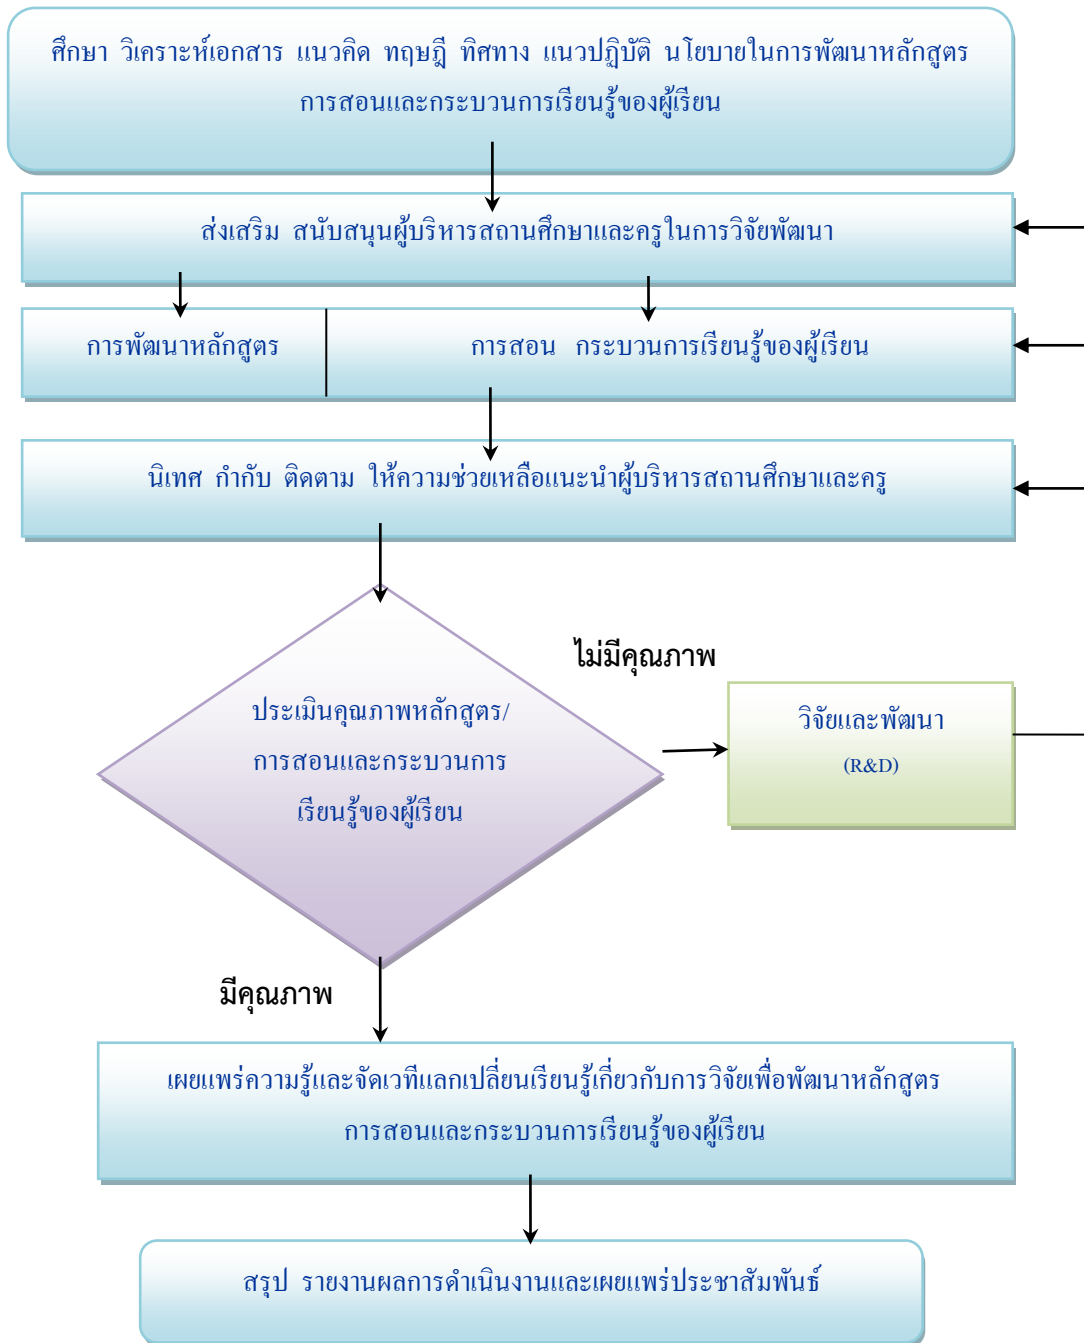 ศึกษา วิเคราะห์เอกสาร แนวคิด ทฤษฎี ทิศทาง แนวปฏิบัติ นโยบายในการพัฒนาหลักสูตร
การสอนและกระบวนการเรียนรู้ของผู้เรียน
ส่งเสริม สนับสนุนผู้บริหารสถานศึกษาและครูในการวิจัยพัฒนา
การพัฒนาหลักสูตร
การสอน กระบวนการเรียนรู้ของผู้เรียน
นิเทศ กำกับ ติดตาม ให้ความช่วยเหลือแนะนำผู้บริหารสถานศึกษาและครู
ไม่มีคุณภาพ
ประเมินคุณภาพหลักสูตร/
การสอนและกระบวนการ
เรียนรู้ของผู้เรียน
วิจัยและพัฒนา
(R&D)
มีคุณภาพ
เผยแพร่ความรู้และจัดเวทีแลกเปลี่ยนเรียนรู้เกี่ยวกับการวิจัยเพื่อพัฒนาหลักสูตร
การสอนและกระบวนการเรียนรู้ของผู้เรียน
สรุป รายงานผลการดำเนินงานและเผยแพร่ประชาสัมพันธ์